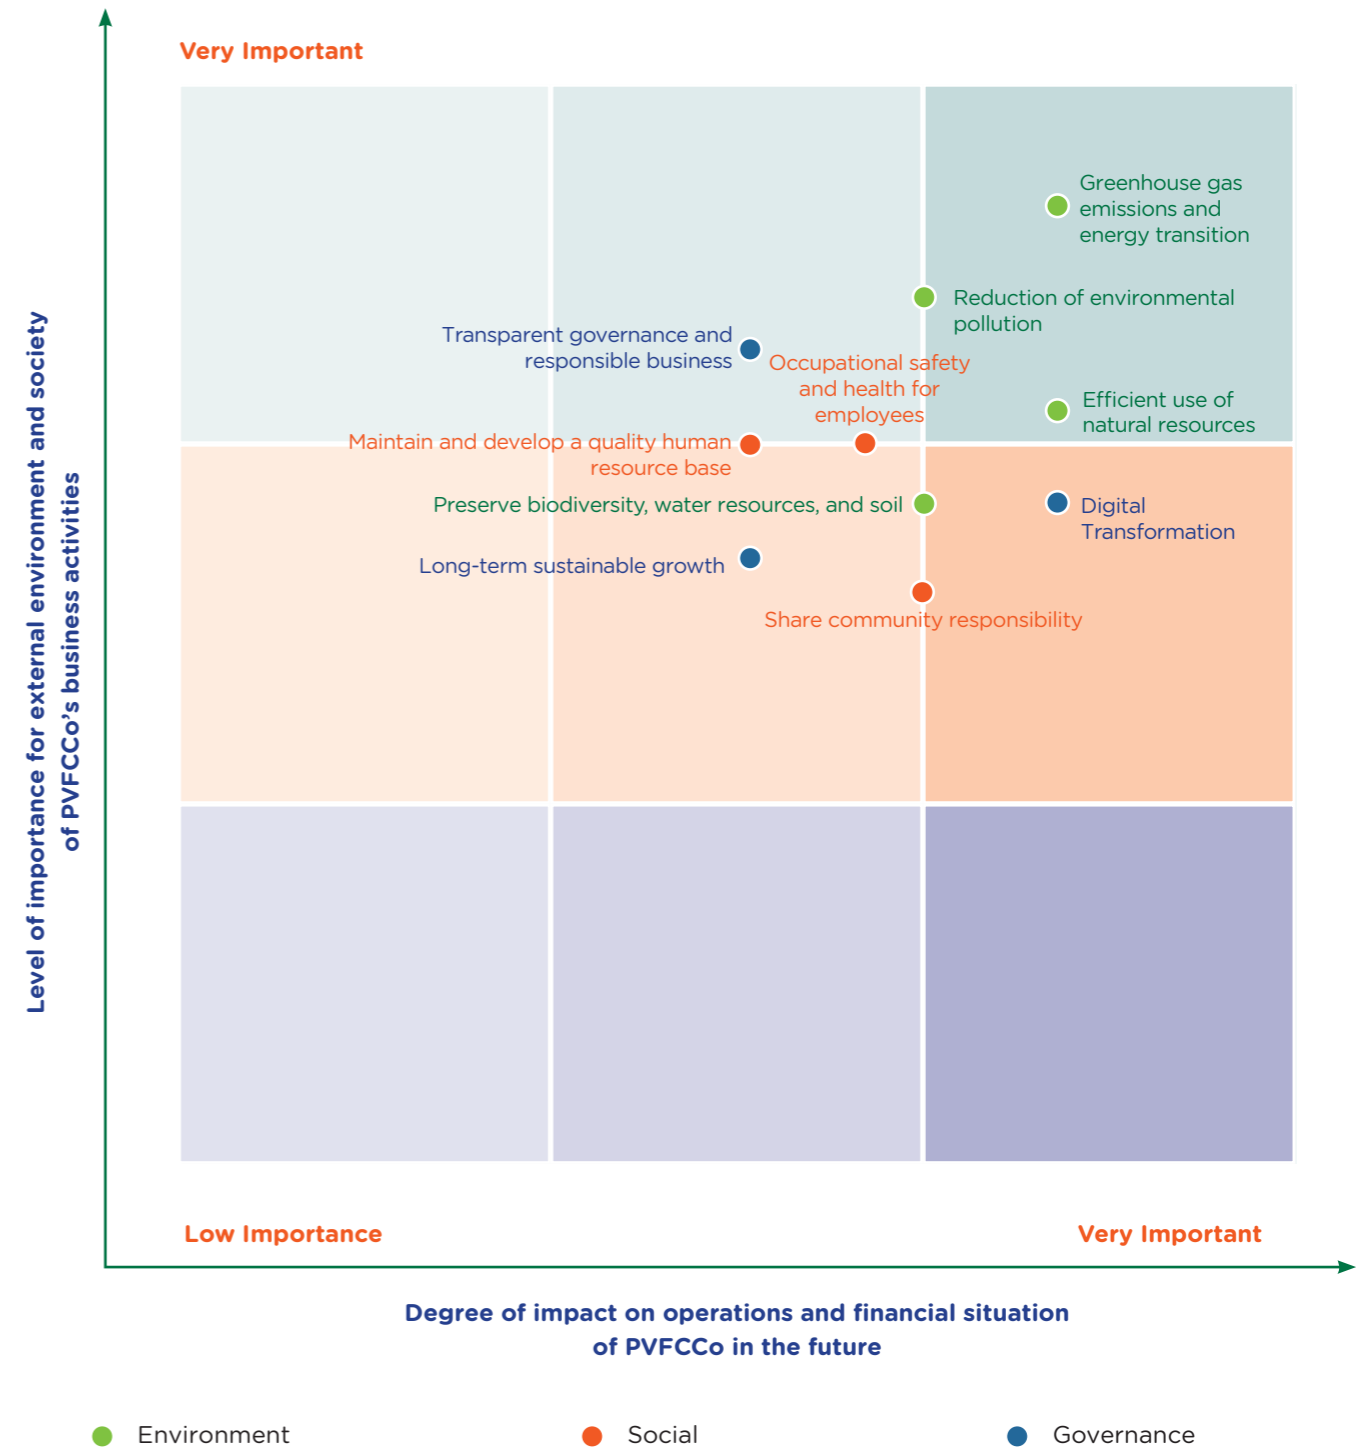 Very Important
Level of importance for external environment and society
of PVFCCo’s business activities
Greenhouse gas
emissions and
energy transition
Reduction of environmental
pollution
Transparent governance and
responsible business
Occupational safety
and health for
employees
Efficient use of
natural resources
Maintain and develop a quality human
resource base
Preserve biodiversity, water resources, and soil
Digital
Transformation
Long-term sustainable growth
Share community responsibility
Low Importance
Very Important
Degree of impact on operations and financial situation
of PVFCCo in the future
Environment
Social
Governance